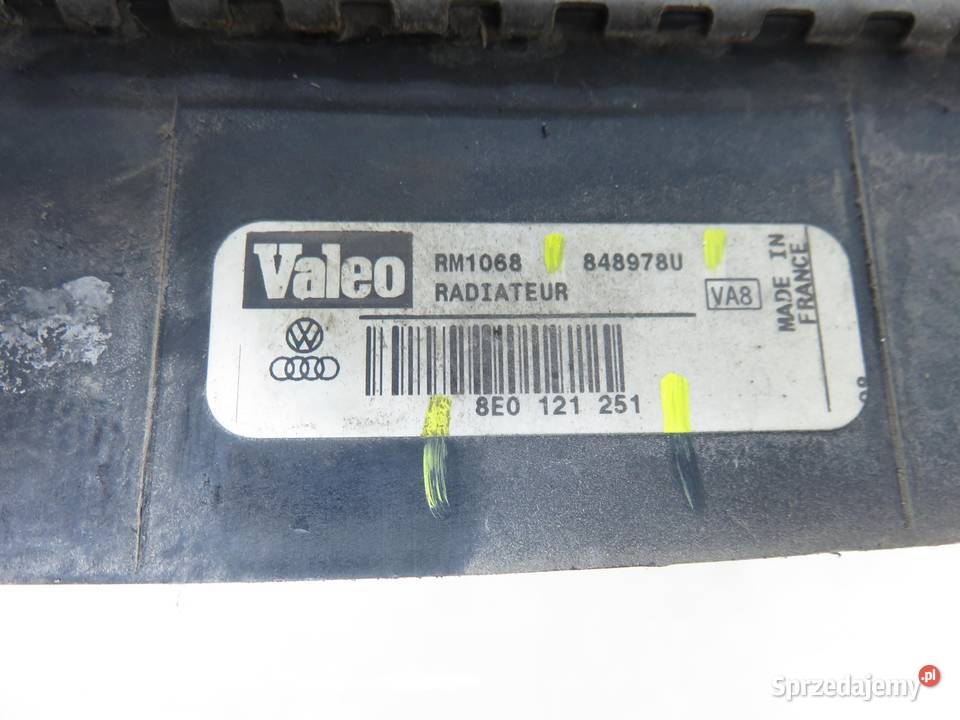 Valeo
RM1068 848978U
RADIATEUR
VA8
MADE IN
FRANCE
8E0 121 251
Sprzedajemy.pl